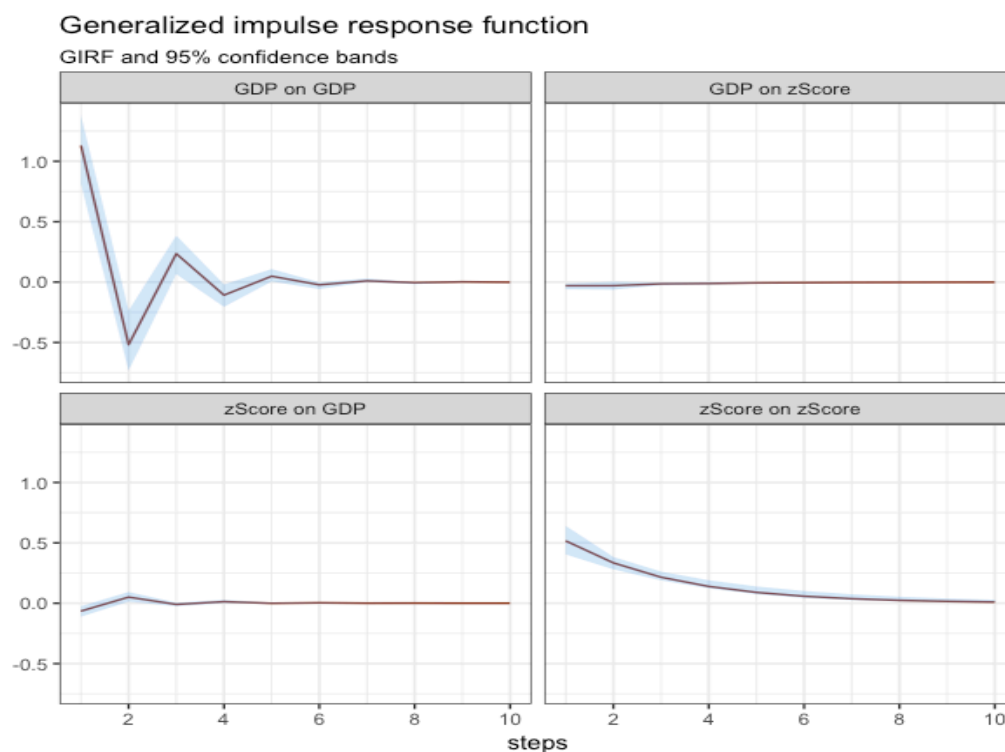 Generalized impulse response function
GIRF and 95% confidence bands
GDP on GDP
GDP on zScore
1.0
0.5
0.0
-0.5
zScore on GDP
zScore on zScore
1.0
0.5
0.0
-0.5
2 4 6 8 10
2 4 6 8 10
steps